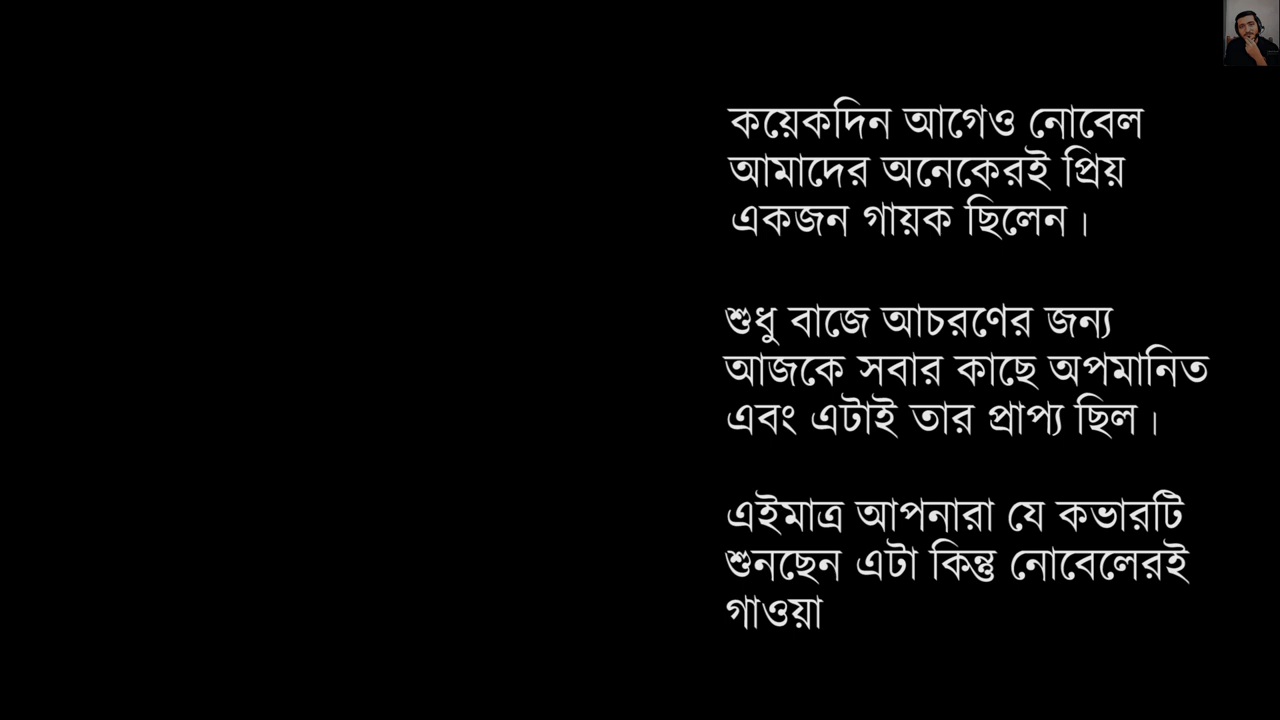 কয়েকদিন আগেও নোবেল
আমাদের অনেকেরই প্রিয়
একজন গায়ক ছিলেন।
শুধু বাজে আচরণের জন্য
আজকে সবার কাছে অপমানিত
এবং এটাই তার প্রাপ্য ছিল।
এইমাত্র আপনারা যে কভারটি
শুনছেন এটা কিন্তু নোবেলেরই
গাওয়া